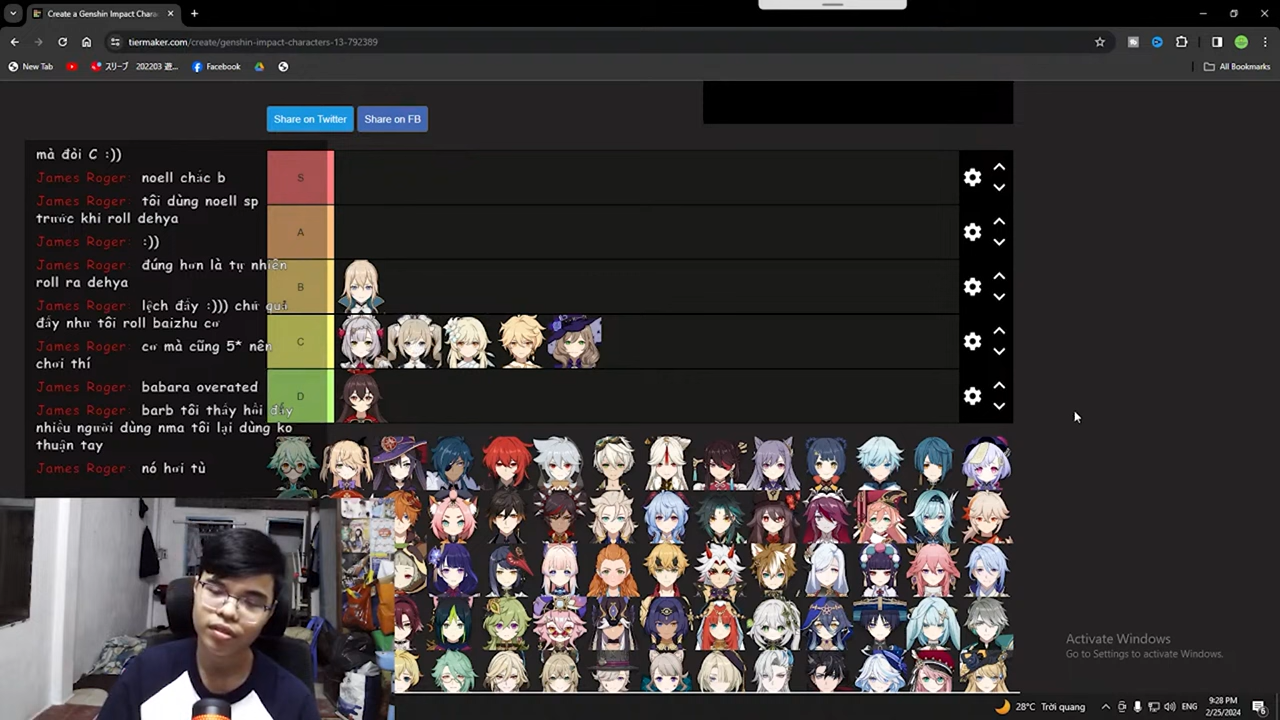 Create a Genshin Impact Chara
tiermaker.com/create/genshin-impact-characters-13-792389
New Tab
スリープ 202203 遊...
Facebook
All Bookmarks
Share on Twitter
Share on FB
mà đòi C :))
James Roger: noell chắc b
James Roger: tôi dùng noell sp
trước khi roll dehya
James Roger: :))
James Roger: đúng hơn là tự nhiên
roll ra dehya
James Roger: lệch đấy :))) chứ quá
đấy như tôi roll baizhu cơ
James Roger: cơ mà cũng 5* nên
chơi thí
James Roger: babara overated
James Roger: barb tôi thấy hồi đấy
nhiều người dùng nma tôi lại dùng ko
thuận tay
James Roger: nó hơi tù
S
A
B
C
D
Activate Windows
Go to Settings to activate Windows.
28°C Trời quang
ENG
9:28 PM
2/25/2024